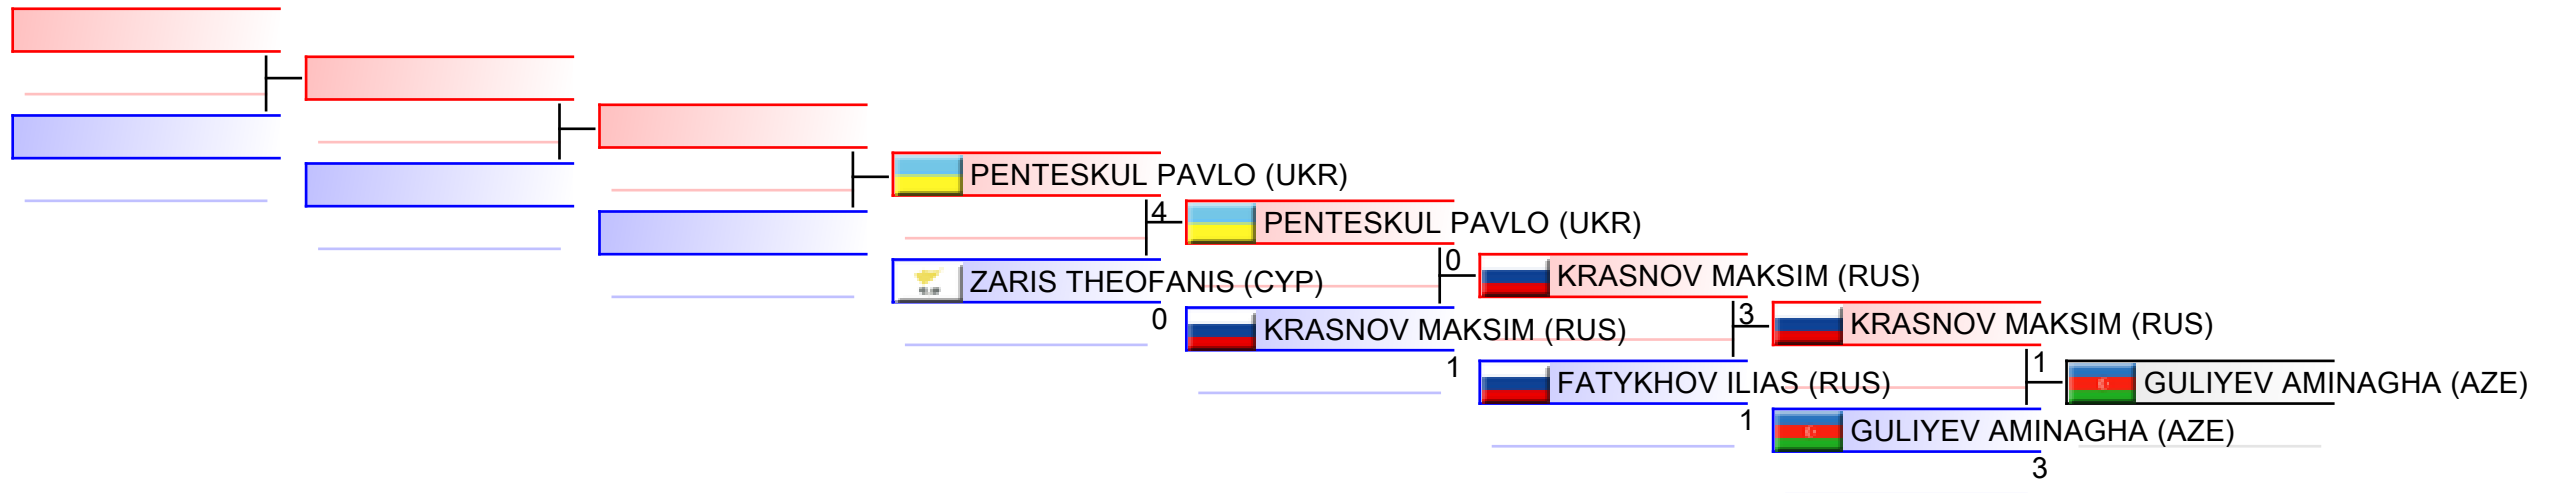 PENTESKUL PAVLO (UKR)
4
PENTESKUL PAVLO (UKR)
ZARIS THEOFANIS (CYP)
0
0
KRASNOV MAKSIM (RUS)
KRASNOV MAKSIM (RUS)
1
3
KRASNOV MAKSIM (RUS)
FATYKHOV ILIAS (RUS)
1
1
GULIYEV AMINAGHA (AZE)
GULIYEV AMINAGHA (AZE)
3